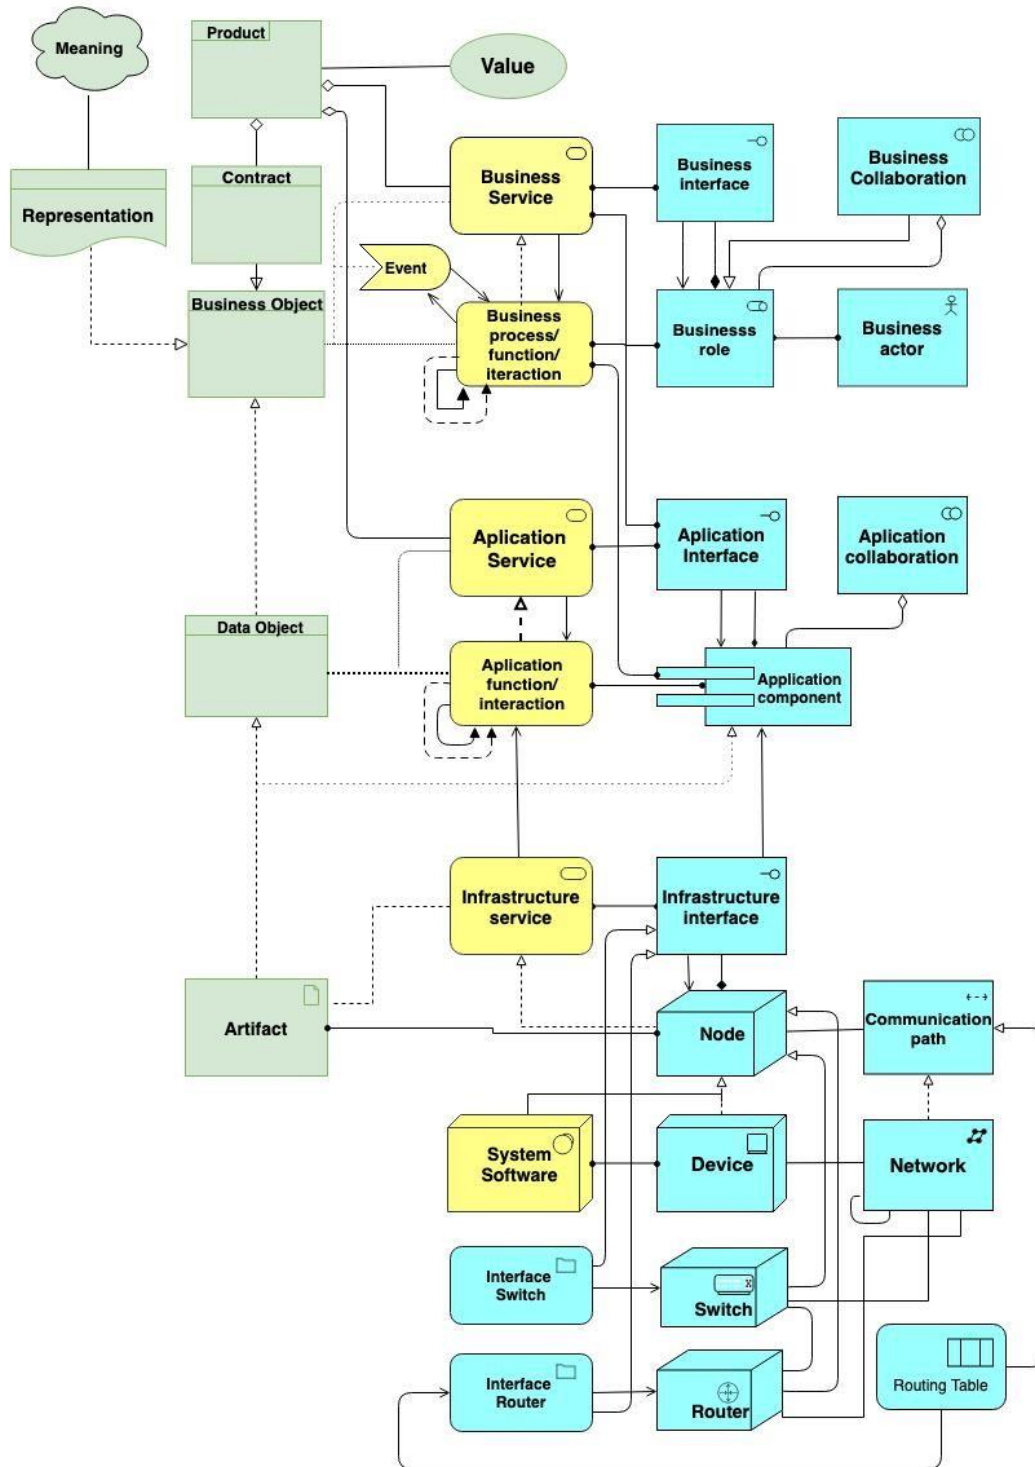 Product
Meaning
Value
Business
Service
Business
interface
Business
Collaboration
Contract
Representation
Event
Business Object
Business
process/
function/
iteraction
Businesss
role
Business
actor
Aplication
Service
Aplication
Interface
Aplication
collaboration
Data Object
Aplication
function/
interaction
Application
component
Infrastructure
service
Infrastructure
interface
Artifact
Node
Communication
path
System
Software
Device
Network
Interface
Switch
Switch
X
Interface
Router
Router
Routing Table